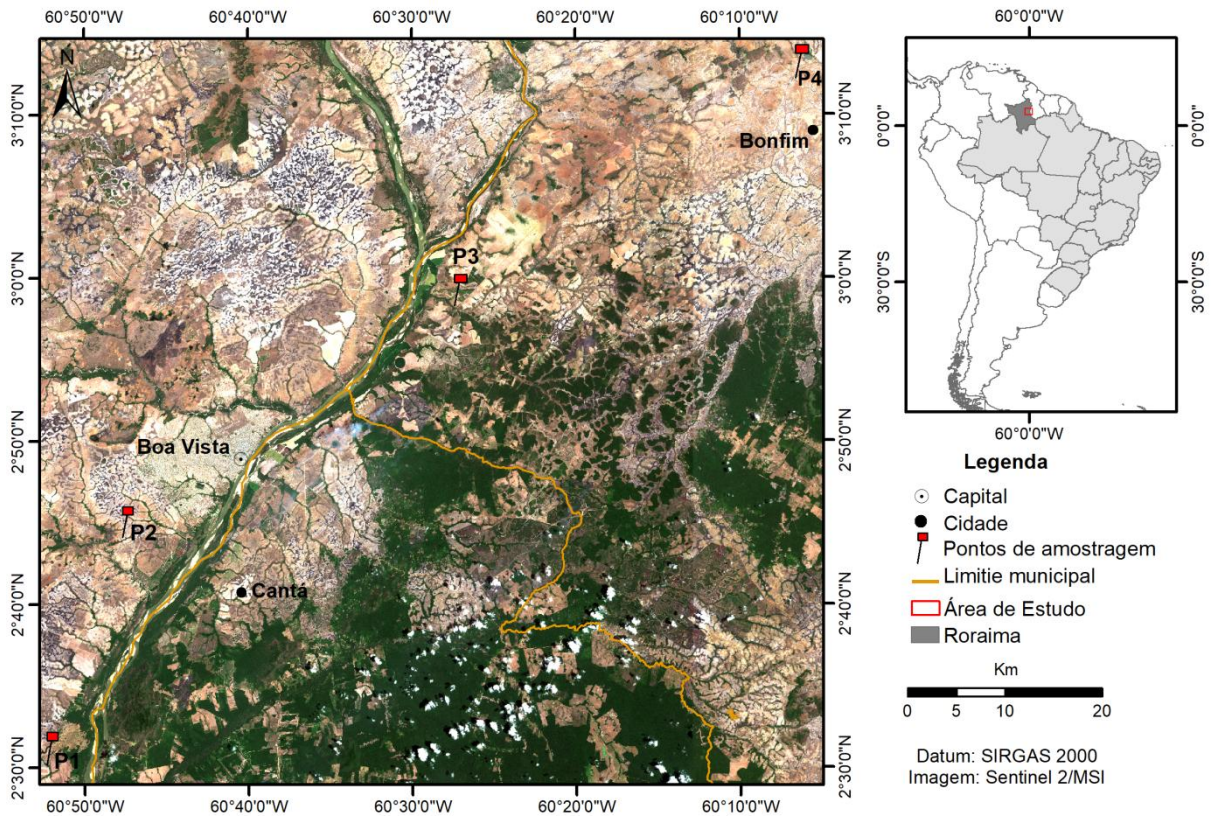 60°50'0"W 60°40'0"W 60°30'0"W 60°20'0"W 60°10'0"W
N
P4
3°10'0"N
3°10'0"N
Bonfim
P3
3°0'0"N
3°0'0"N
2°50'0"N
2°50'0"N
Boa Vista
P2
Cantá
2°40'0"N
2°40'0"N
P1
2°30'0"N
2°30'0"N
60°50'0"W 60°40'0"W 60°30'0"W 60°20'0"W 60°10'0"W
60°0'0"W
0°0'0"
0°0'0"
30°0'0"S
30°0'0"S
60°0'0"W
Legenda
Capital
Cidade
Pontos de amostragem
Limitie municipal
Área de Estudo
Roraima
Km
0 5 10 20
Datum: SIRGAS 2000
Imagem: Sentinel 2/MSI